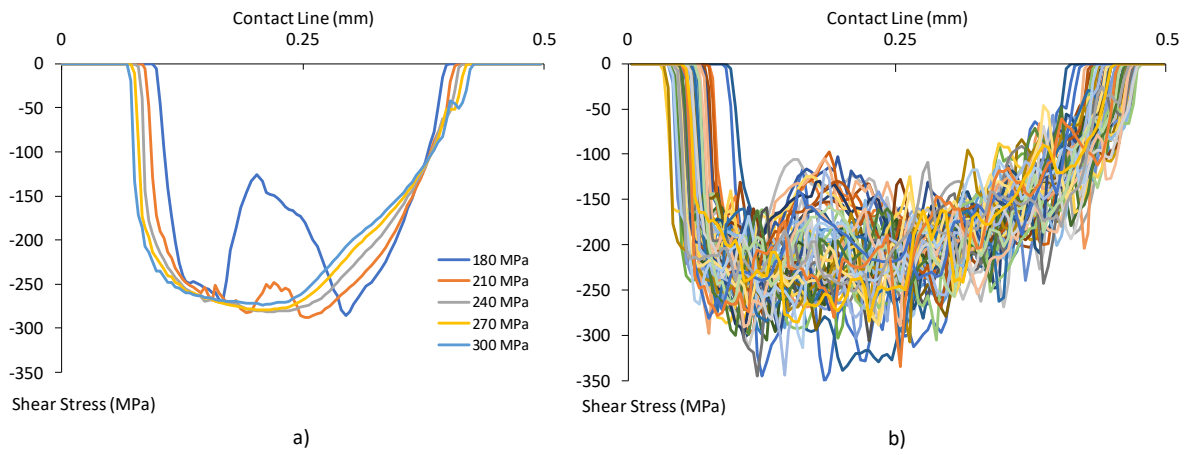 Contact Line (mm)
0 0.25 0.5
0
-50
-100
-150
-200
-250
-300
-350
180 MPa
210 MPa
240 MPa
270 MPa
300 MPa
Shear Stress (MPa)
a)
Contact Line (mm)
0 0.25 0.5
0
-50
-100
-150
-200
-250
-300
-350
Shear Stress (MPa)
b)